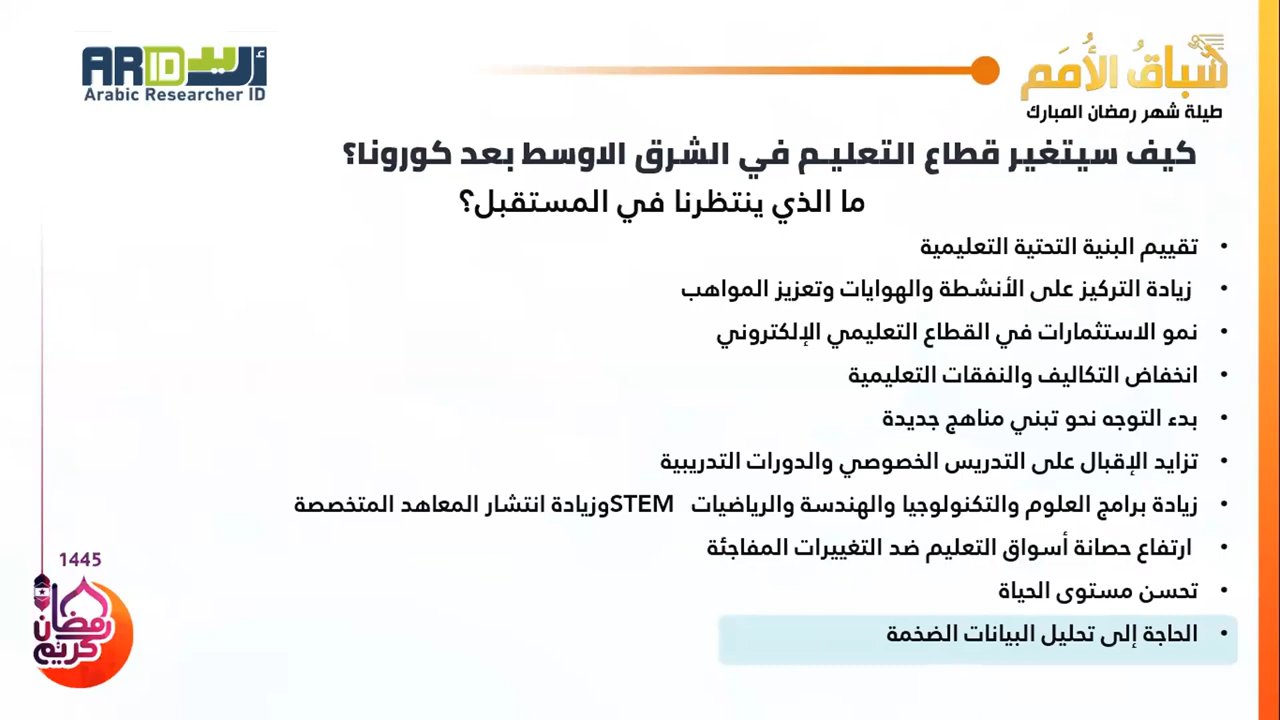 ARID أريد
Arabic Researcher ID
سباقُ الأُمَم
طيلة شهر رمضان المبارك
كيف سيتغير قطاع التعليم في الشرق الاوسط بعد كورونا؟
ما الذي ينتظرنا في المستقبل؟
• تقييم البنية التحتية التعليمية
• زيادة التركيز على الأنشطة والهوايات وتعزيز المواهب
• نمو الاستثمارات في القطاع التعليمي الإلكتروني
• انخفاض التكاليف والنفقات التعليمية
• بدء التوجه نحو تبني مناهج جديدة
• تزايد الإقبال على التدريس الخصوصي والدورات التدريبية
• زيادة برامج العلوم والتكنولوجيا والهندسة والرياضيات STEMوزيادة انتشار المعاهد المتخصصة
• ارتفاع حصانة أسواق التعليم ضد التغييرات المفاجئة
• تحسن مستوى الحياة
• الحاجة إلى تحليل البيانات الضخمة
1445
رمضان
كريم